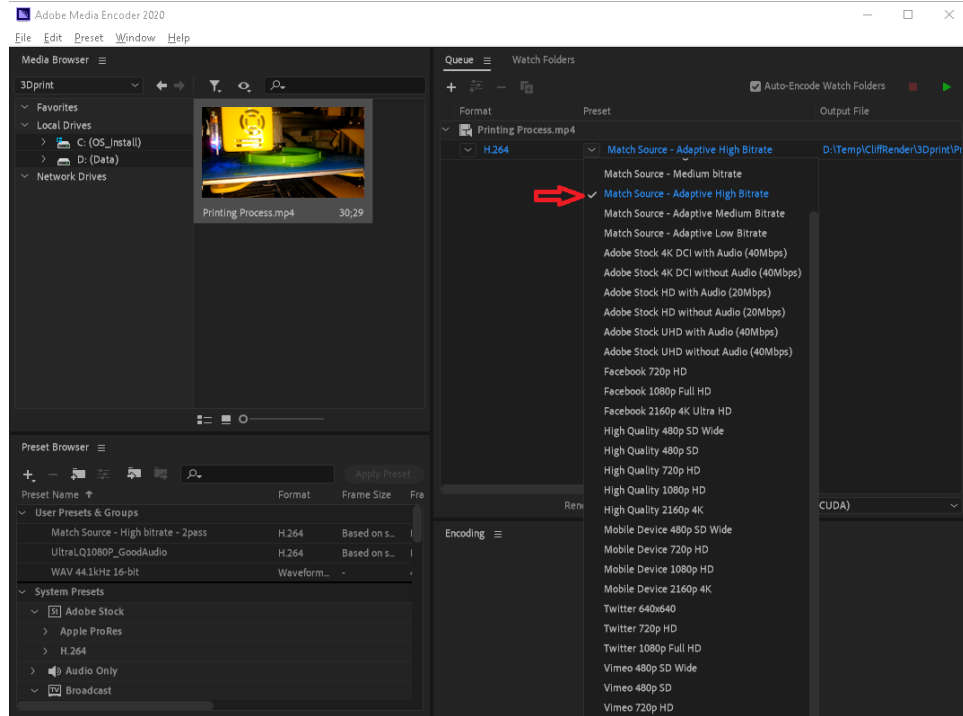 Adobe Media Encoder 2020
File Edit Preset Window Help
Media Browser
3Dprint
Favorites
Local Drives
C: (OS_Install)
D: (Data)
Network Drives
Printing Process.mp4 30;29
Preset Browser
Apply Preset
Preset Name Format Frame Size Fra
User Presets & Groups
Match Source - High bitrate - 2pass H.264 Based on s...
UltraLQ1080P_GoodAudio H.264 Based on s...
WAV 44.1kHz 16-bit Waveform... -
System Presets
St Adobe Stock
Apple ProRes
H.264
Audio Only
TV Broadcast
Queue Watch Folders
Auto-Encode Watch Folders
Format Preset Output File
Printing Process.mp4
H.264 Match Source - Adaptive High Bitrate D:\Temp\CliffRender\3Dprint\Pr
Match Source - Medium bitrate
Match Source - Adaptive High Bitrate
Match Source - Adaptive Medium Bitrate
Match Source - Adaptive Low Bitrate
Adobe Stock 4K DCI with Audio (40Mbps)
Adobe Stock 4K DCI without Audio (40Mbps)
Adobe Stock HD with Audio (20Mbps)
Adobe Stock HD without Audio (20Mbps)
Adobe Stock UHD with Audio (40Mbps)
Adobe Stock UHD without Audio (40Mbps)
Facebook 720p HD
Facebook 1080p Full HD
Facebook 2160p 4K Ultra HD
High Quality 480p SD Wide
High Quality 480p SD
High Quality 720p HD
High Quality 1080p HD
High Quality 2160p 4K
Mobile Device 480p SD Wide
Mobile Device 720p HD
Mobile Device 1080p HD
Mobile Device 2160p 4K
Twitter 640x640
Twitter 720p HD
Twitter 1080p Full HD
Vimeo 480p SD Wide
Vimeo 480p SD
Vimeo 720p HD
Ren CUDA)
Encoding